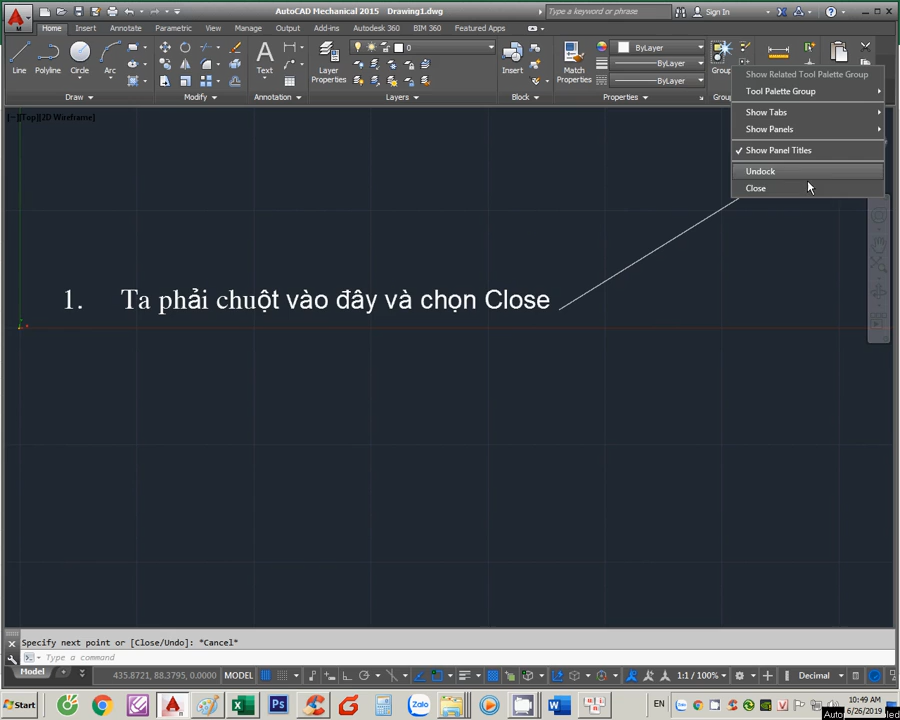 AutoCAD Mechanical 2015 Drawing1.dwg
Type a keyword or phrase
Sign In
Home Insert Annotate Parametric View Manage Output Add-ins Autodesk 360 BIM 360 Featured Apps
Line Polyline Circle Arc Text Layer Properties 0 Insert Match Properties ByLayer Group
ByLayer
ByLayer
Draw Modify Annotation Layers Block Properties
Show Related Tool Palette Group
Tool Palette Group
Show Tabs
Show Panels
Show Panel Titles
Undock
Close
[−][Top][2D Wireframe]
1. Ta phải chuột vào đây và chọn Close
Specify next point or [Close/Undo]: *Cancel*
Type a command
Model
435.8721, 88.3795, 0.0000 MODEL 1:1 / 100% Decimal
Start Zalo EN 10:49 AM
6/26/2019